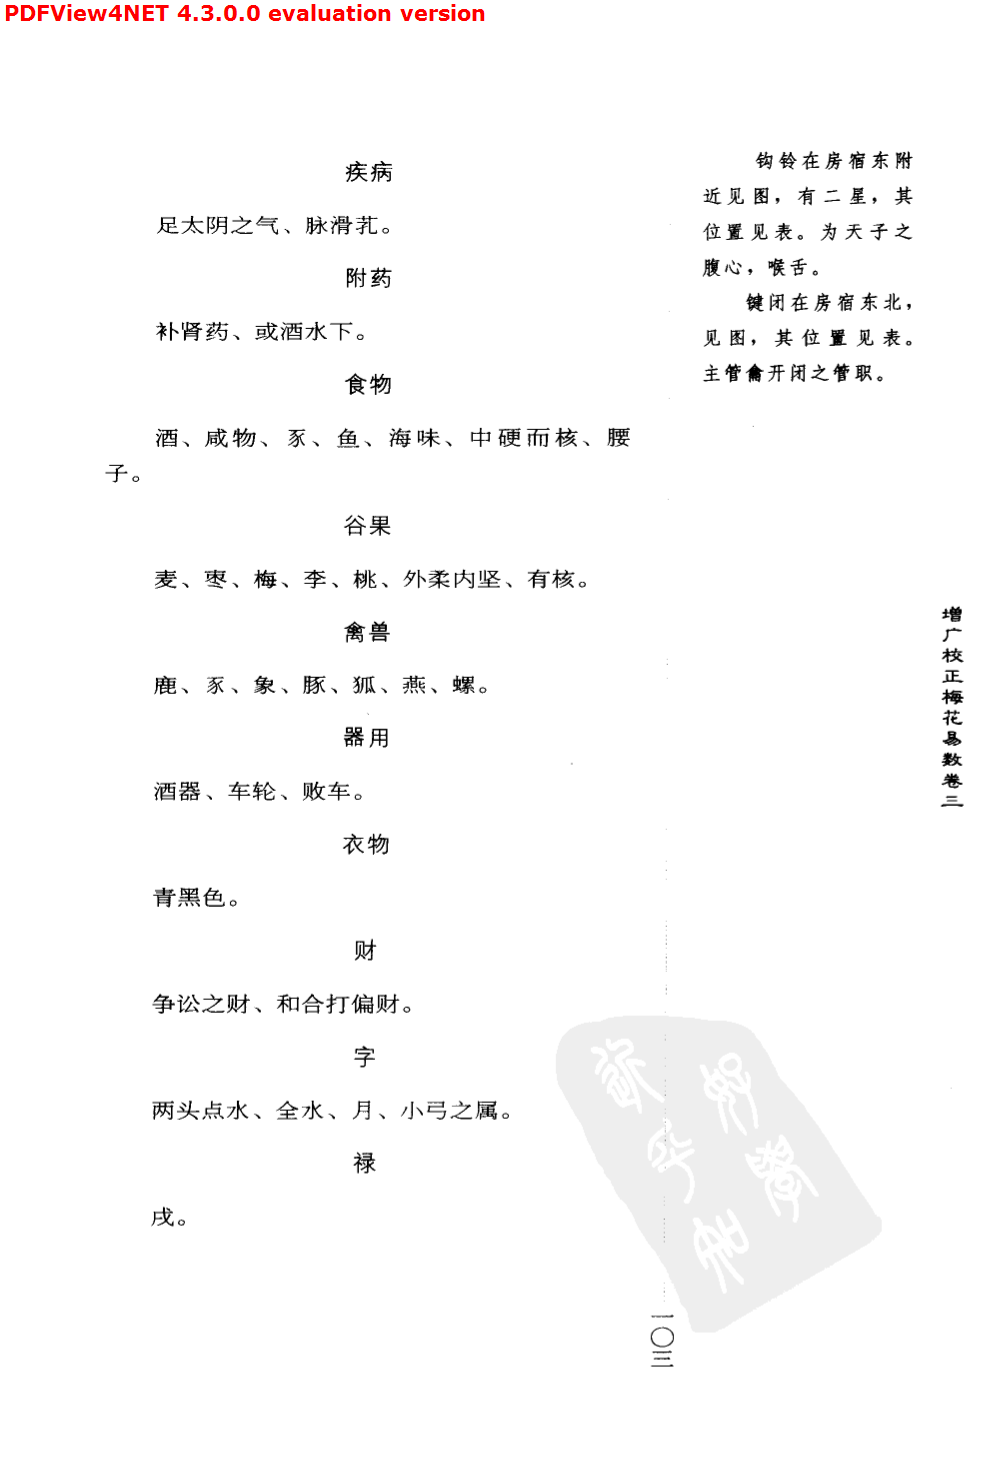 PDFView4NET 4.3.0.0 evaluation version
疾病
足太阴之气、脉滑芤。
附药
补肾药、或酒水下。
食物
酒、咸物、豕、鱼、海味、中硬而核、腰
子。
谷果
麦、枣、梅、李、桃、外柔内坚、有核。
禽兽
鹿、豕、象、豚、狐、燕、螺。
器用
酒器、车轮、败车。
衣物
青黑色。
财
争讼之财、和合打偏财。
字
两头点水、全水、月、小弓之属。
禄
戌。
钩铃在房宿东附
近见图，有二星，其
位置见表。为天子之
腹心，喉舌。
键闭在房宿东北，
见图，其位置见表。
主管龠开闭之管职。
增广校正梅花易数卷三
一〇三